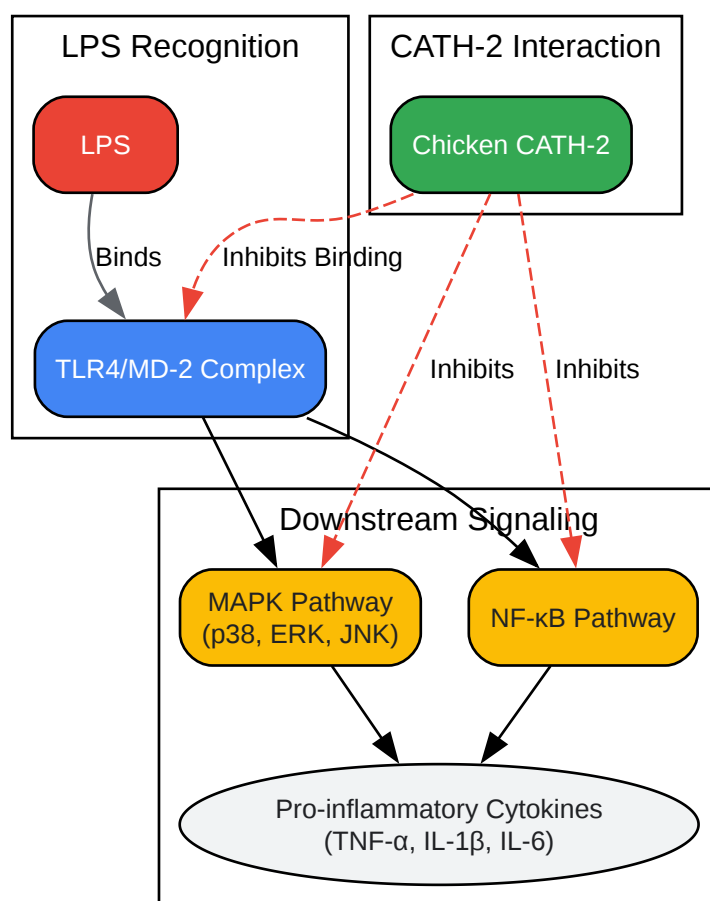 LPS Recognition
CATH-2 Interaction
LPS
Chicken CATH-2
Binds
Inhibits Binding
TLR4/MD-2 Complex
Inhibits
Inhibits
Downstream Signaling
MAPK Pathway
(p38, ERK, JNK)
NF-κB Pathway
Pro-inflammatory Cytokines
(TNF-α, IL-1β, IL-6)